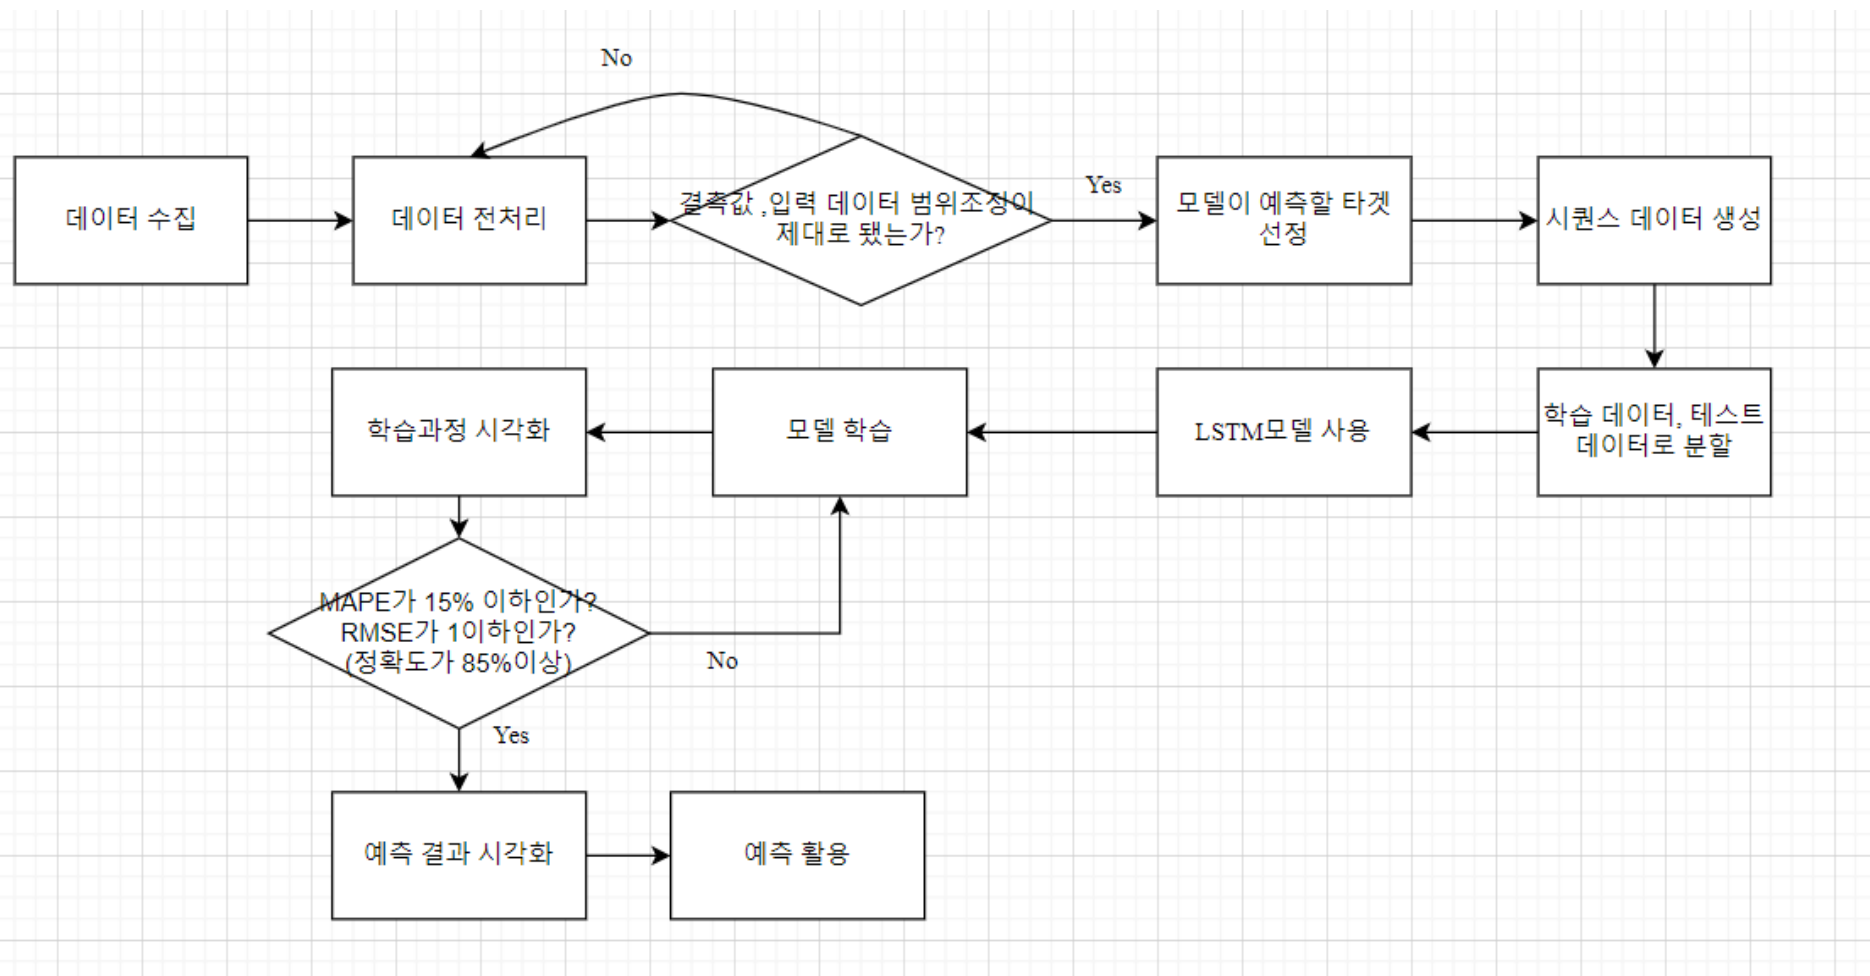 No
데이터 수집
데이터 전처리
결측값 ,입력 데이터 범위조정이
제대로 됐는가?
Yes
모델이 예측할 타겟
선정
시퀀스 데이터 생성
학습과정 시각화
모델 학습
LSTM모델 사용
학습 데이터, 테스트
데이터로 분할
MAPE가 15% 이하인가?
RMSE가 1이하인가?
(정확도가 85%이상)
No
Yes
예측 결과 시각화
예측 활용